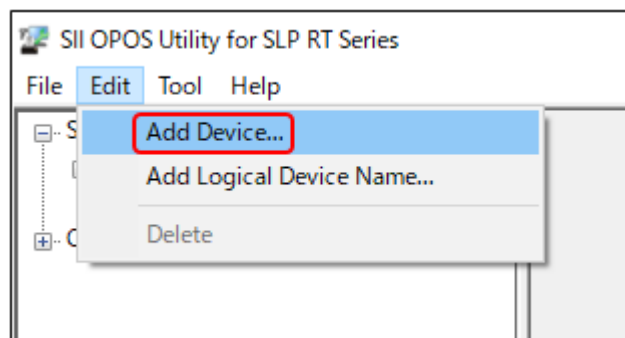 SII OPOS Utility for SLP RT Series
File Edit Tool Help
Add Device...
Add Logical Device Name...
Delete